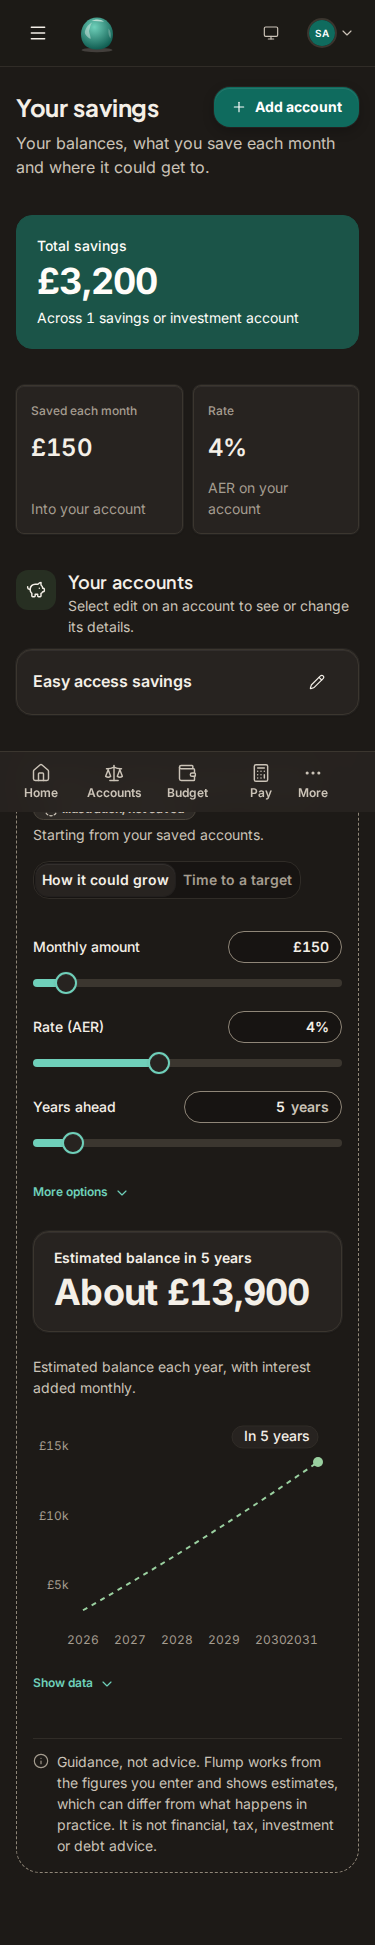 SA
Your savings
+ Add account
Your balances, what you save each month
and where it could get to.
Total savings
£3,200
Across 1 savings or investment account
Saved each month
£150
Into your account
Rate
4%
AER on your
account
Your accounts
Select edit on an account to see or change
its details.
Easy access savings
Home Accounts Budget Pay More
Starting from your saved accounts.
How it could grow Time to a target
Monthly amount £150
Rate (AER) 4%
Years ahead 5 years
More options
Estimated balance in 5 years
About £13,900
Estimated balance each year, with interest
added monthly.
In 5 years
£15k
£10k
£5k
2026 2027 2028 2029 2030 2031
Show data
Guidance, not advice. Flump works from
the figures you enter and shows estimates,
which can differ from what happens in
practice. It is not financial, tax, investment
or debt advice.